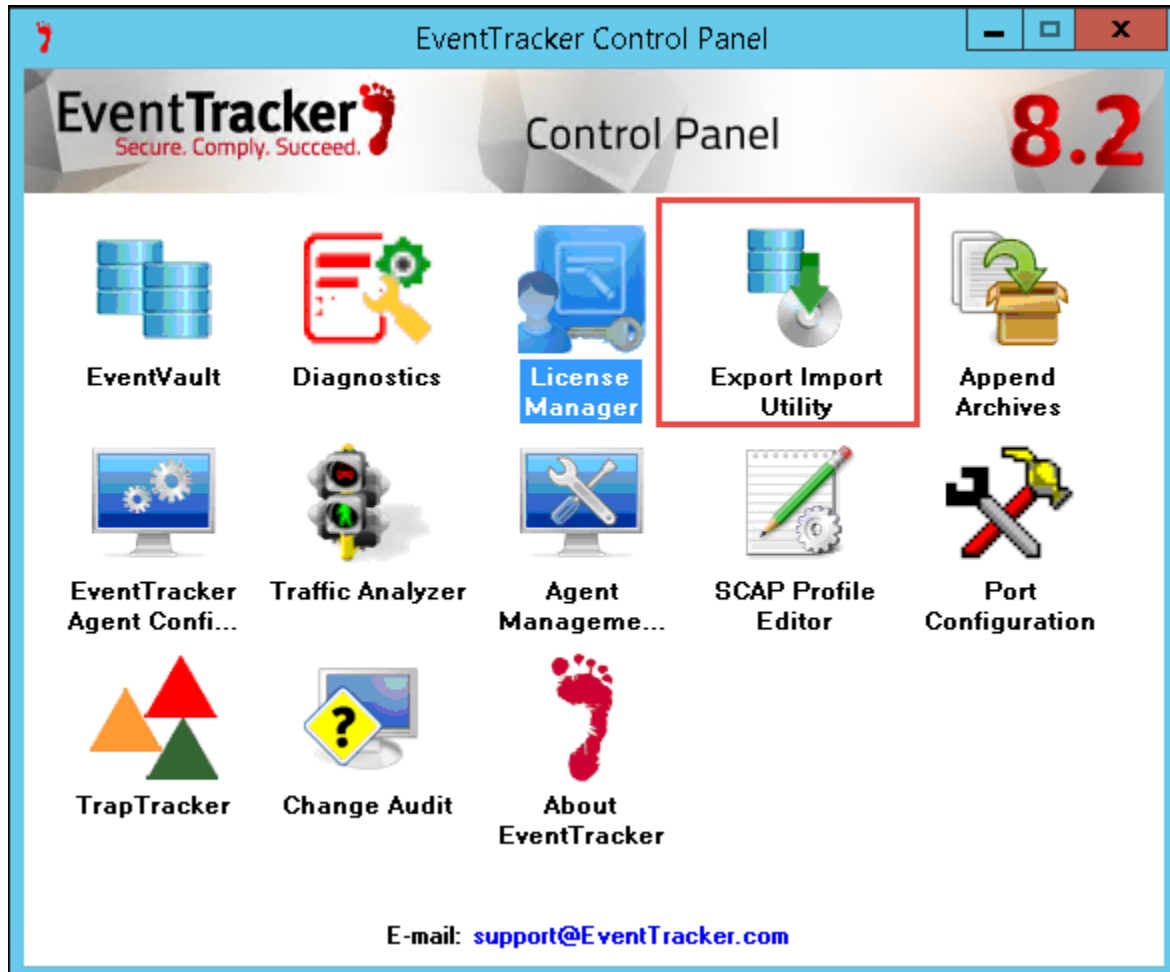 EventTracker Control Panel
EventTracker
Secure. Comply. Succeed.
Control Panel
8.2
EventVault
Diagnostics
License
Manager
Export Import
Utility
Append
Archives
EventTracker
Agent Confi...
Traffic Analyzer
Agent
Manageme...
SCAP Profile
Editor
Port
Configuration
TrapTracker
Change Audit
About
EventTracker
E-mail: support@EventTracker.com